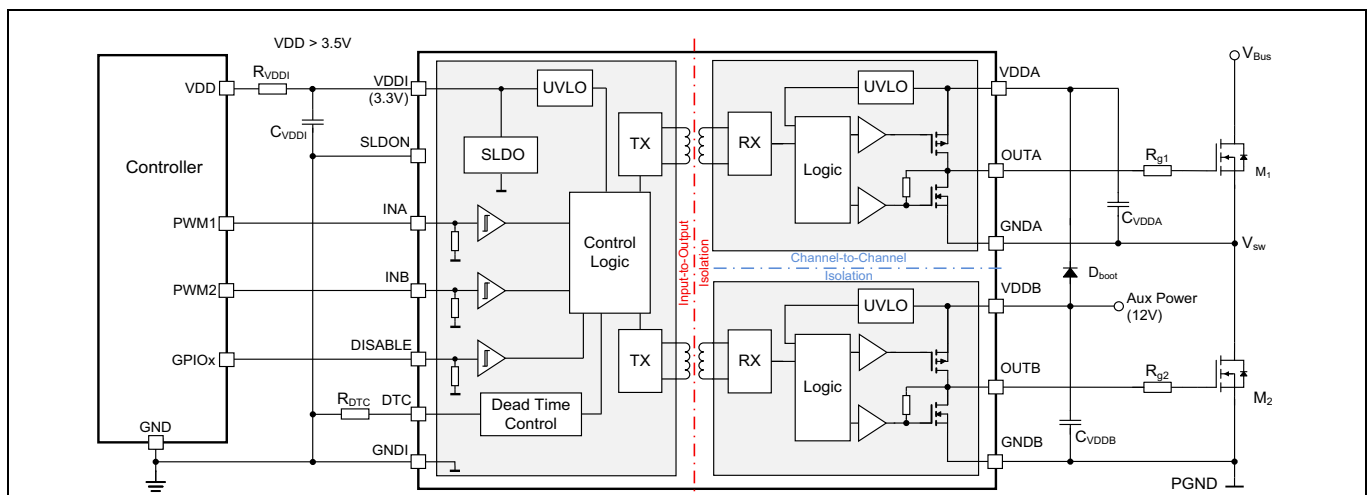 VDD > 3.5V
Controller
VDD
PWM1
PWM2
GPIOx
GND
RVDDI
CVDDI
RDTC
VDDI
(3.3V)
SLDON
INA
INB
DISABLE
DTC
GNDI
UVLO
SLDO
Control
Logic
Dead Time
Control
TX
TX
Input-to-Output
Isolation
Channel-to-Channel
Isolation
RX
Logic
UVLO
RX
Logic
UVLO
VDDA
OUTA
GNDA
VDDB
OUTB
GNDB
Rg1
Rg2
CVDDA
CVDDB
Dboot
Aux Power
(12V)
VBus
M1
Vsw
M2
PGND